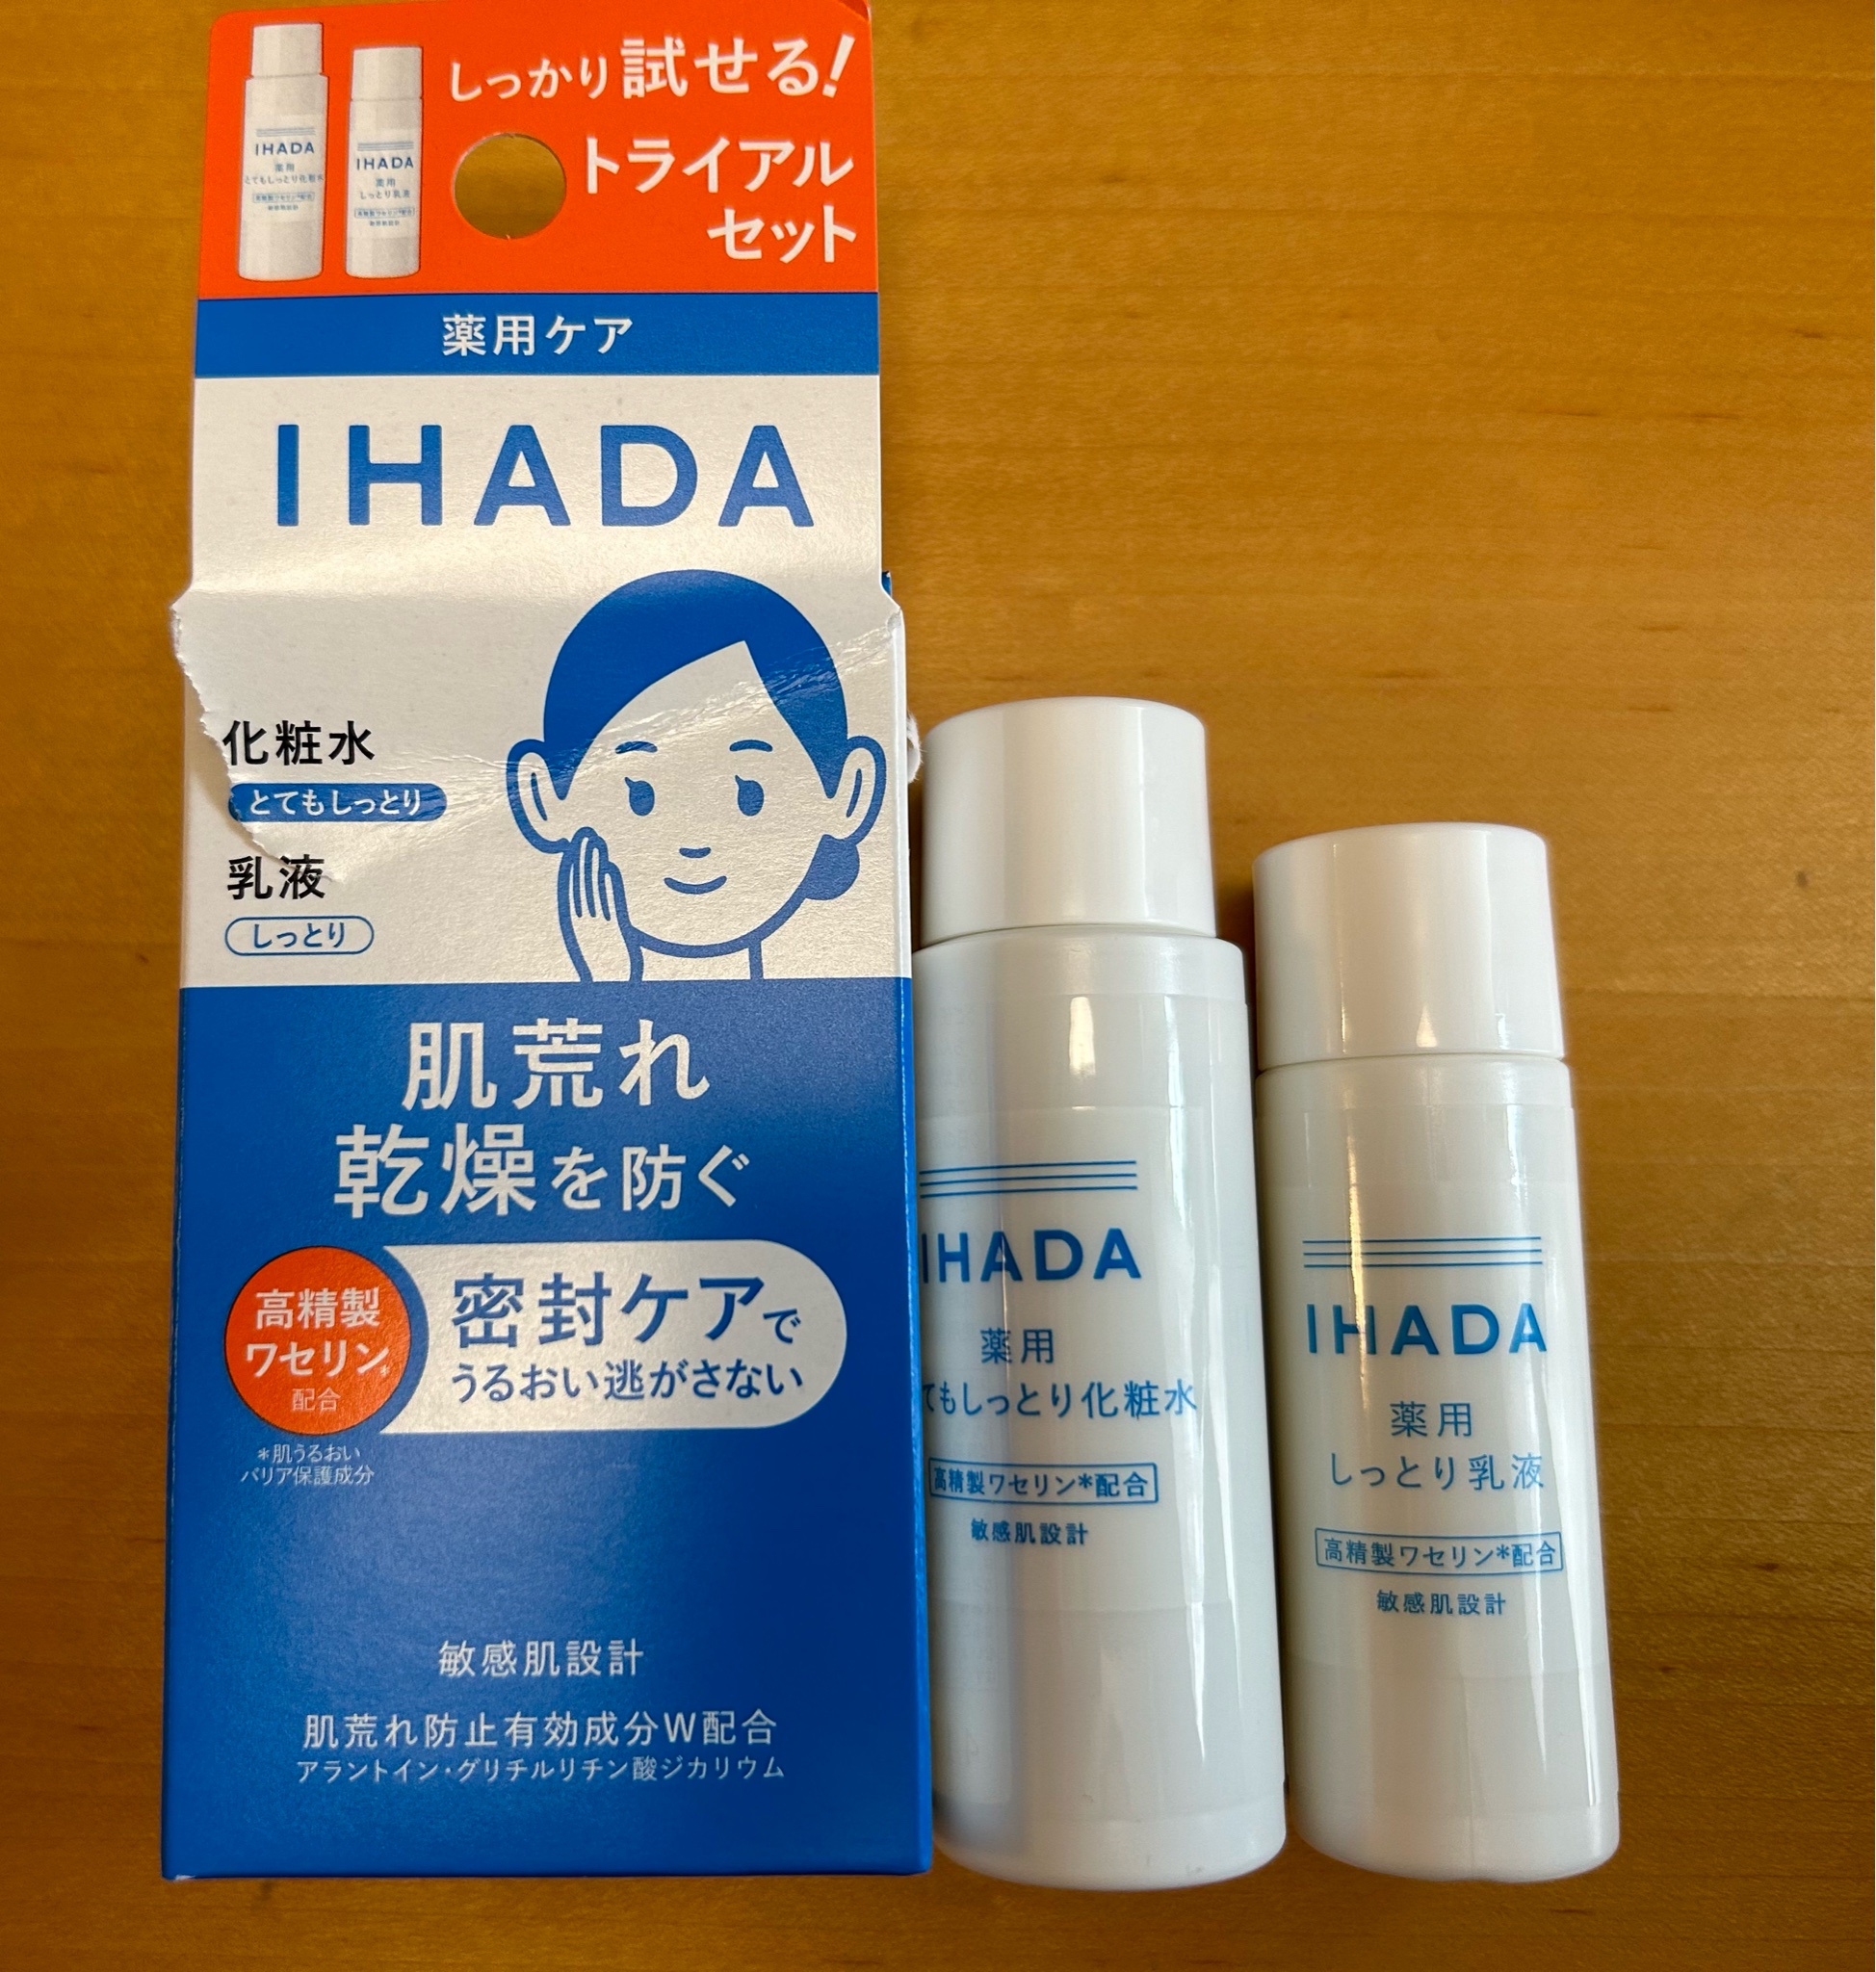 しっかり試せる!
トライアル
セット
IHADA
薬用
とてもしっとり化粧水
IHADA
薬用
しっとり乳液
薬用ケア
IHADA
化粧水
とてもしっとり
乳液
しっとり
肌荒れ
乾燥を防ぐ
高精製
ワセリン*
配合
密封ケアで
うるおい逃がさない
*肌うるおい
バリア保護成分
敏感肌設計
肌荒れ防止有効成分W配合
アラントイン・グリチルリチン酸ジカリウム
IHADA
薬用
てもしっとり化粧水
高精製ワセリン*配合
敏感肌設計
IHADA
薬用
しっとり乳液
高精製ワセリン*配合
敏感肌設計